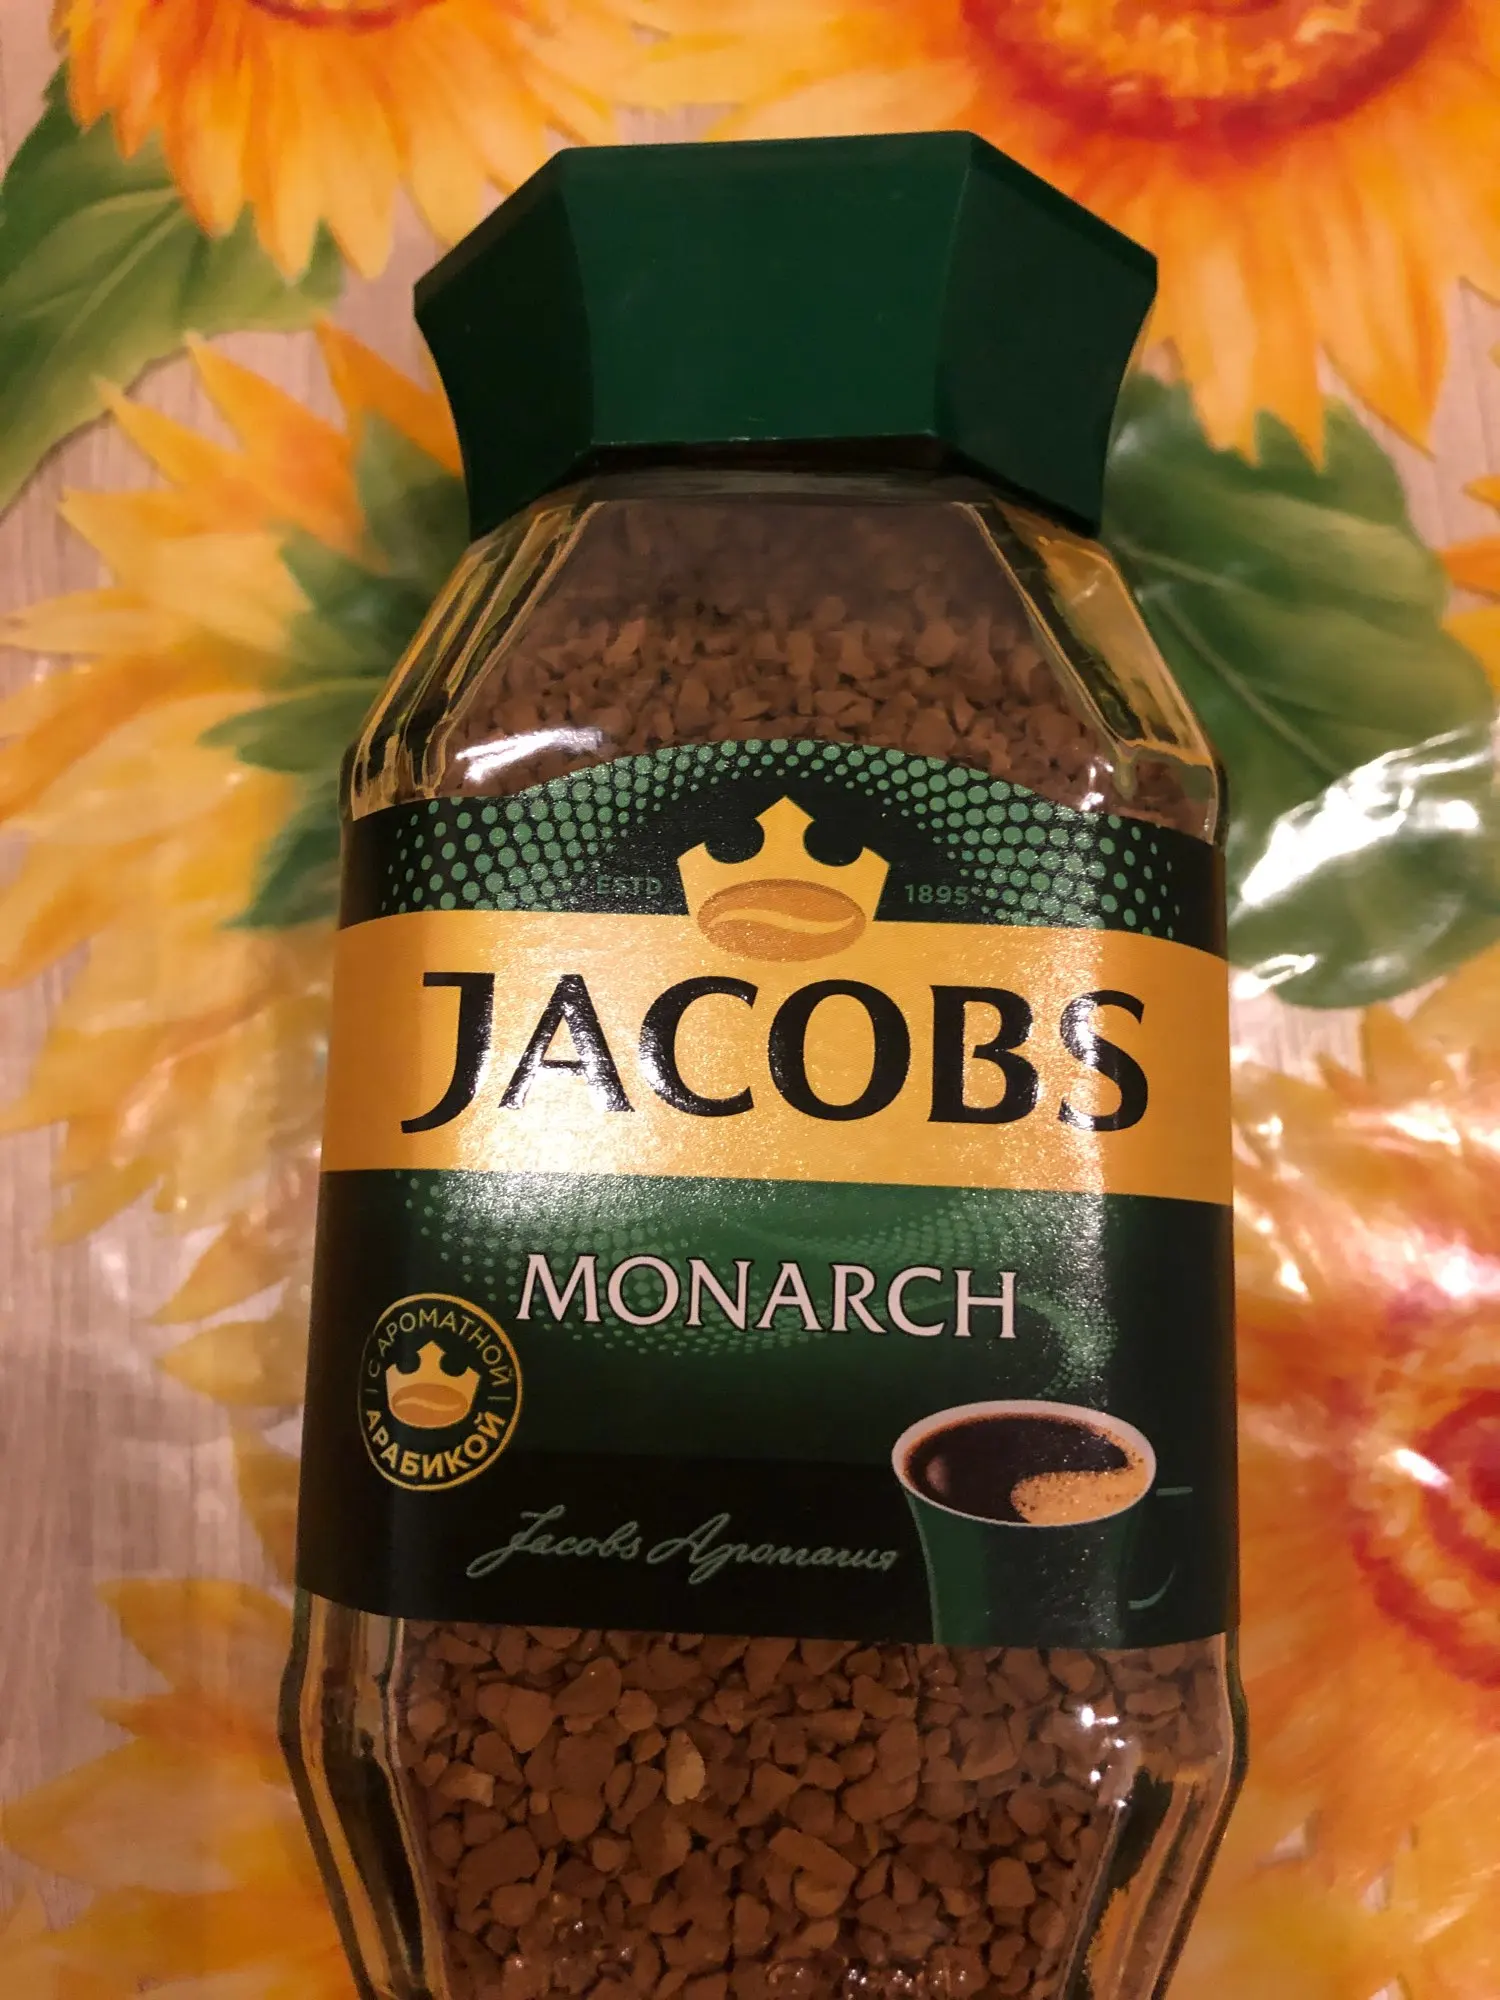 ESTD 1895
JACOBS
MONARCH
С АРОМАТНОЙ
АРАБИКОЙ
Jacobs Аромагия